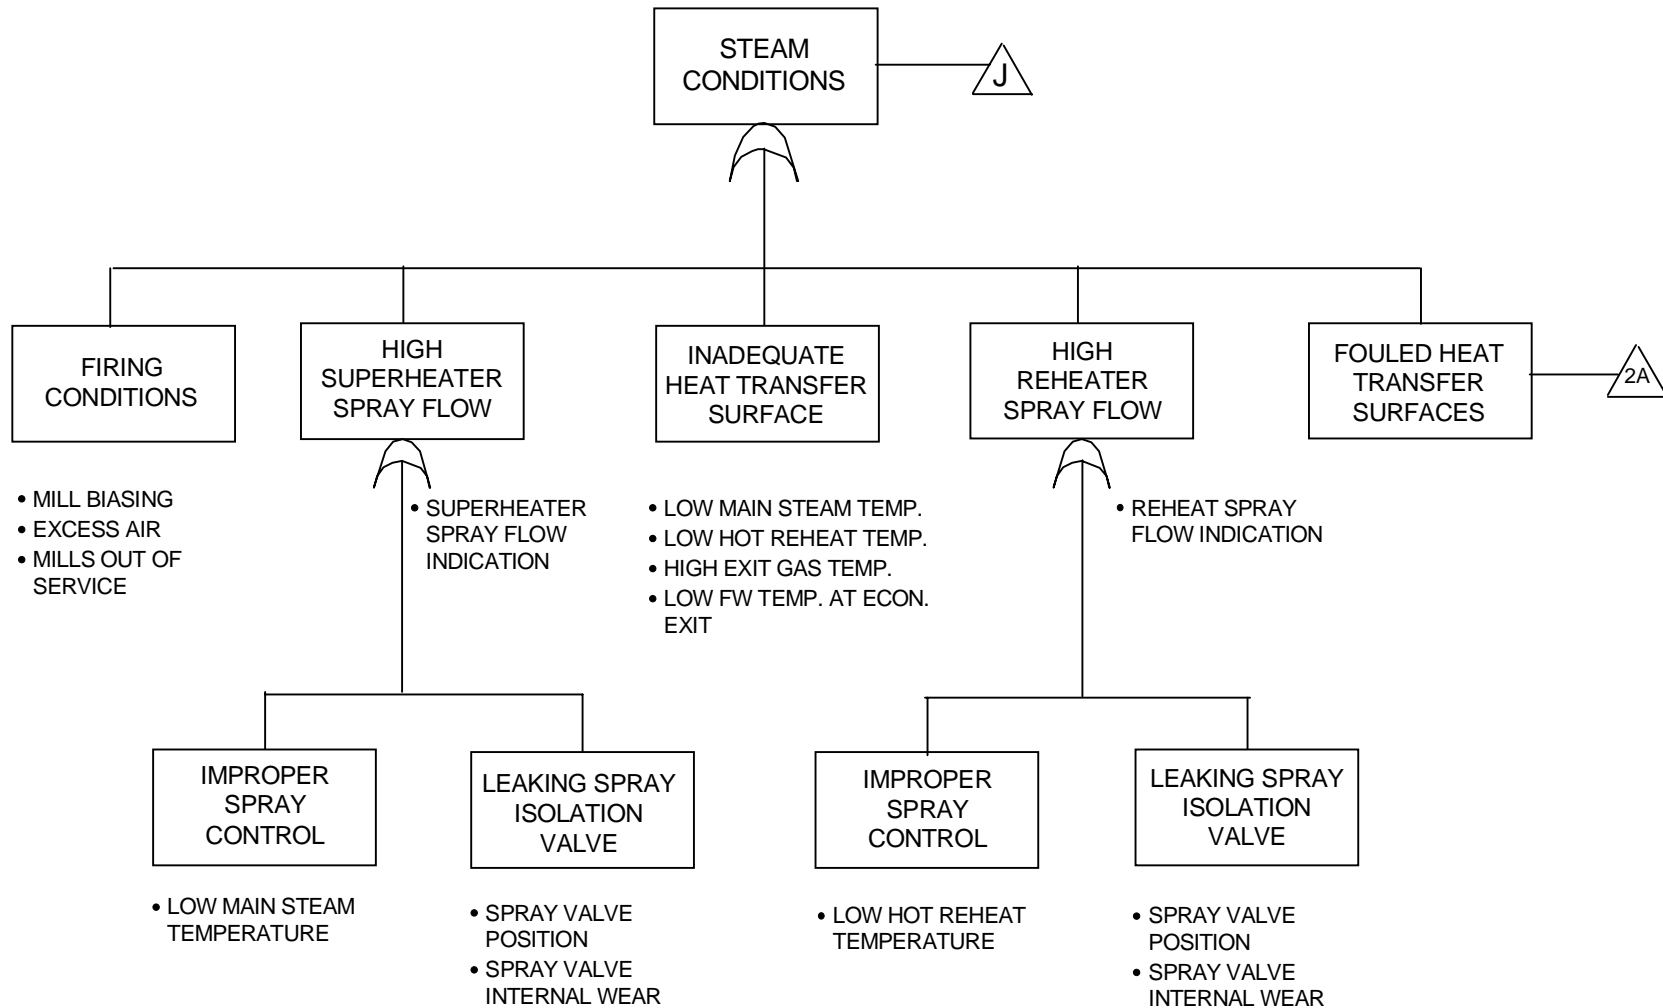 STEAM
CONDITIONS
J
FIRING
CONDITIONS
HIGH
SUPERHEATER
SPRAY FLOW
INADEQUATE
HEAT TRANSFER
SURFACE
HIGH
REHEATER
SPRAY FLOW
FOULED HEAT
TRANSFER
SURFACES
2A
• MILL BIASING
• EXCESS AIR
• MILLS OUT OF
SERVICE
• SUPERHEATER
SPRAY FLOW
INDICATION
• LOW MAIN STEAM TEMP.
• LOW HOT REHEAT TEMP.
• HIGH EXIT GAS TEMP.
• LOW FW TEMP. AT ECON.
EXIT
• REHEAT SPRAY
FLOW INDICATION
IMPROPER
SPRAY
CONTROL
LEAKING SPRAY
ISOLATION
VALVE
IMPROPER
SPRAY
CONTROL
LEAKING SPRAY
ISOLATION
VALVE
• LOW MAIN STEAM
TEMPERATURE
• SPRAY VALVE
POSITION
• SPRAY VALVE
INTERNAL WEAR
• LOW HOT REHEAT
TEMPERATURE
• SPRAY VALVE
POSITION
• SPRAY VALVE
INTERNAL WEAR